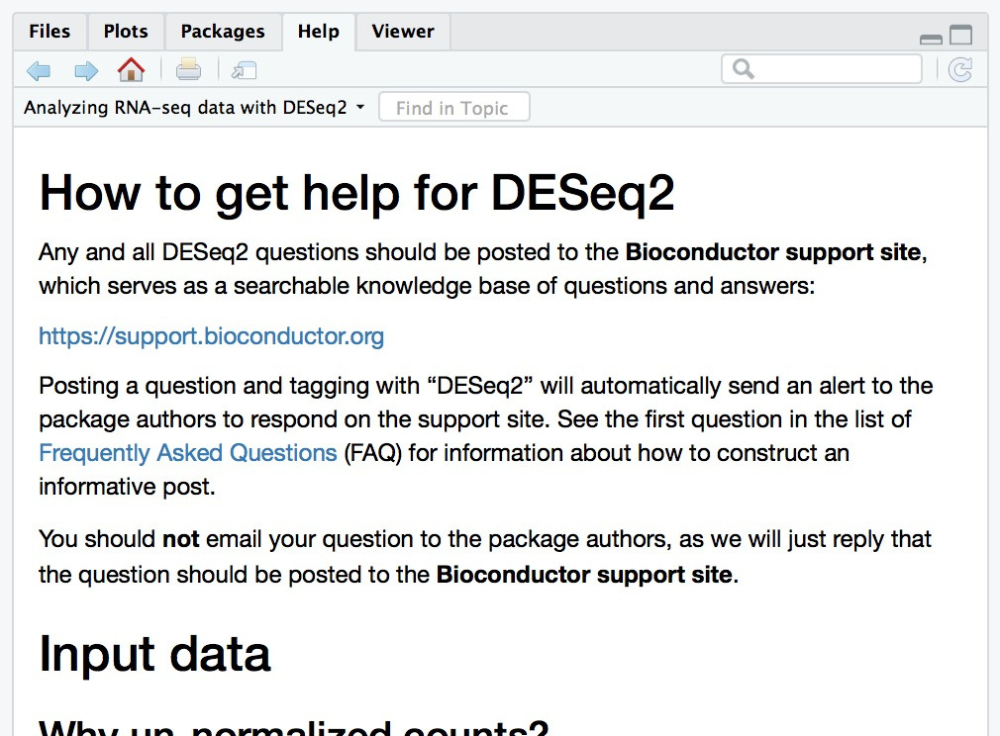 Files Plots Packages Help Viewer
Analyzing RNA-seq data with DESeq2 Find in Topic
How to get help for DESeq2
Any and all DESeq2 questions should be posted to the Bioconductor support site,
which serves as a searchable knowledge base of questions and answers:
https://support.bioconductor.org
Posting a question and tagging with “DESeq2” will automatically send an alert to the
package authors to respond on the support site. See the first question in the list of
Frequently Asked Questions (FAQ) for information about how to construct an
informative post.
You should not email your question to the package authors, as we will just reply that
the question should be posted to the Bioconductor support site.
Input data
Why un-normalized counts?